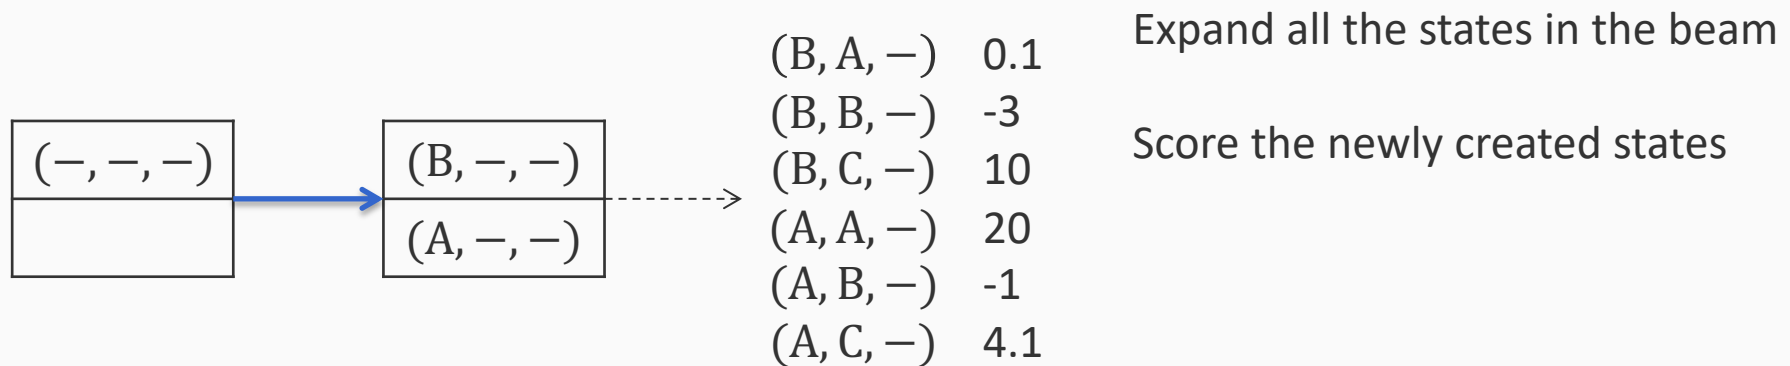 (−, −, −)
(B, −, −)
(A, −, −)
(B, A, −) 0.1
(B, B, −) -3
(B, C, −) 10
(A, A, −) 20
(A, B, −) -1
(A, C, −) 4.1
Expand all the states in the beam
Score the newly created states